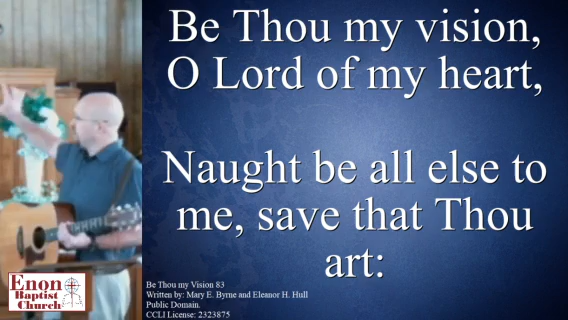 Be Thou my vision,
O Lord of my heart,
Naught be all else to
me, save that Thou
art:
Be Thou my Vision 83
Written by: Mary E. Byrne and Eleanor H. Hull
Public Domain.
CCLI License: 2323875
Enon
Baptist
Church